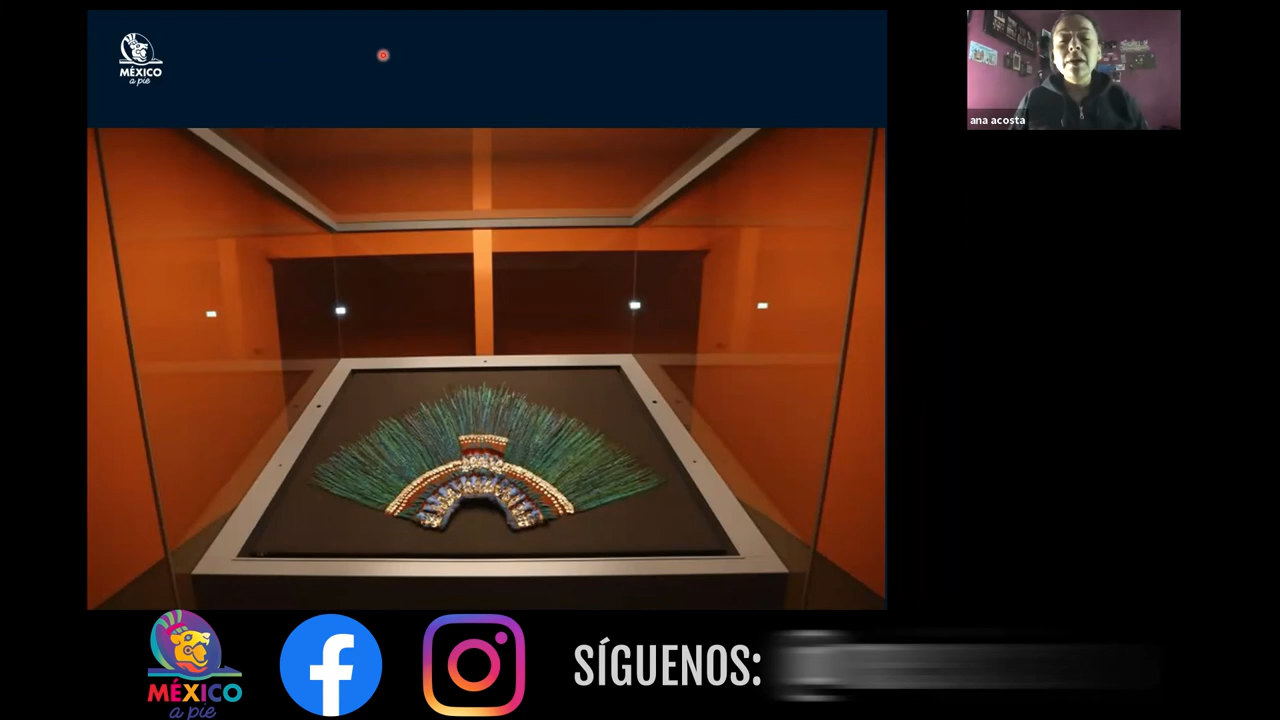 MÉXICO
a pie
ana acosta
MÉXICO
a pie
SÍGUENOS: